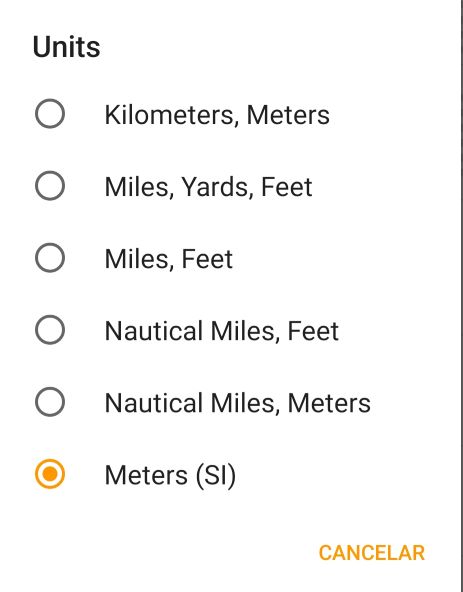 Units
Kilometers, Meters
Miles, Yards, Feet
Miles, Feet
Nautical Miles, Feet
Nautical Miles, Meters
Meters (SI)
CANCELAR